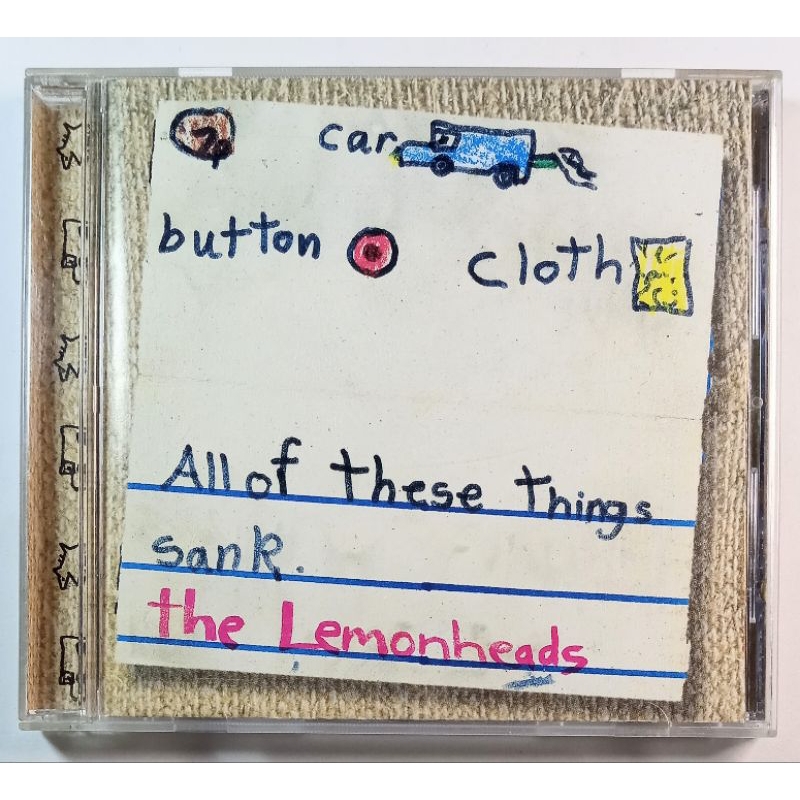 car
button cloth
All of these things
sank.
the Lemonheads